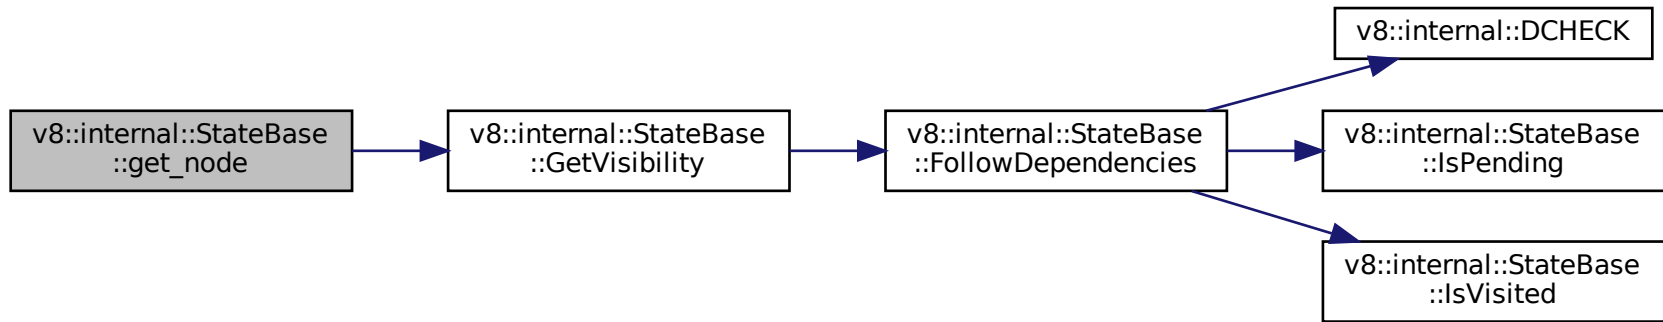 v8::internal::StateBase
::get_node
v8::internal::StateBase
::GetVisibility
v8::internal::StateBase
::FollowDependencies
v8::internal::DCHECK
v8::internal::StateBase
::IsPending
v8::internal::StateBase
::IsVisited